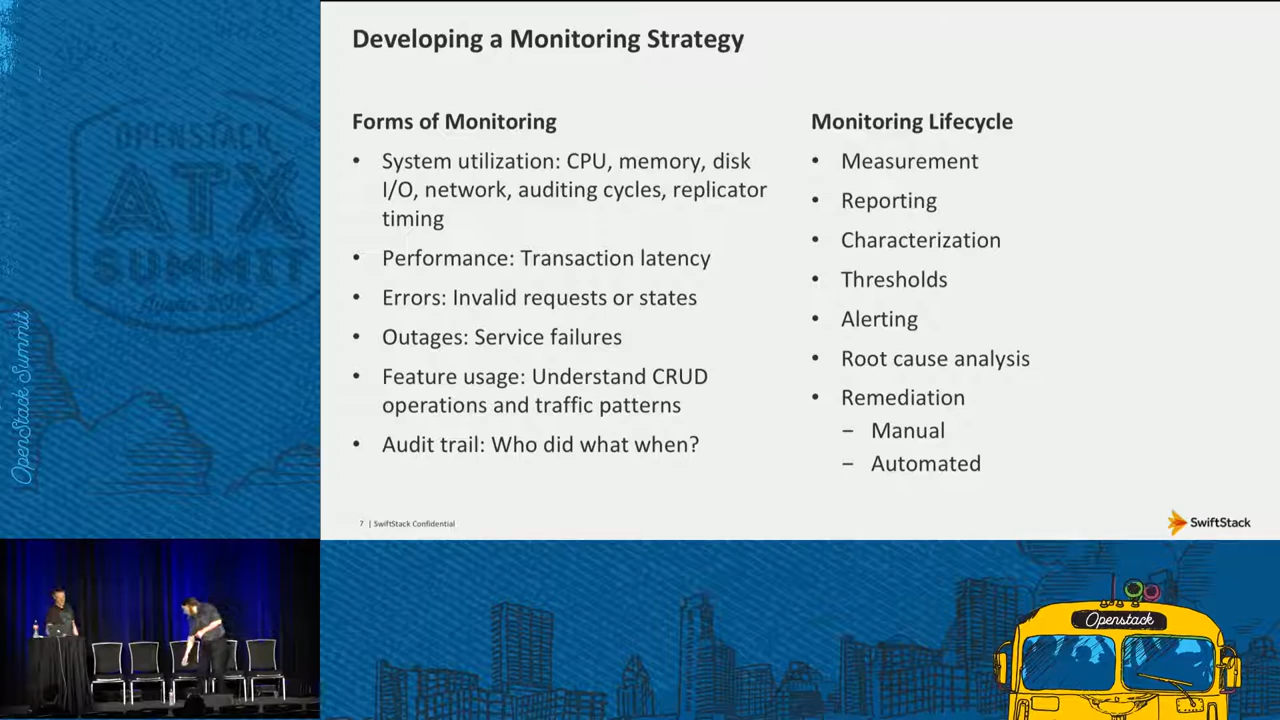 Developing a Monitoring Strategy
Forms of Monitoring
• System utilization: CPU, memory, disk
I/O, network, auditing cycles, replicator
timing
• Performance: Transaction latency
• Errors: Invalid requests or states
• Outages: Service failures
• Feature usage: Understand CRUD
operations and traffic patterns
• Audit trail: Who did what when?
Monitoring Lifecycle
• Measurement
• Reporting
• Characterization
• Thresholds
• Alerting
• Root cause analysis
• Remediation
– Manual
– Automated
7 | SwiftStack Confidential
SwiftStack
OPENSTACK
ATX
SUMMIT
OpenStack Summit
Openstack